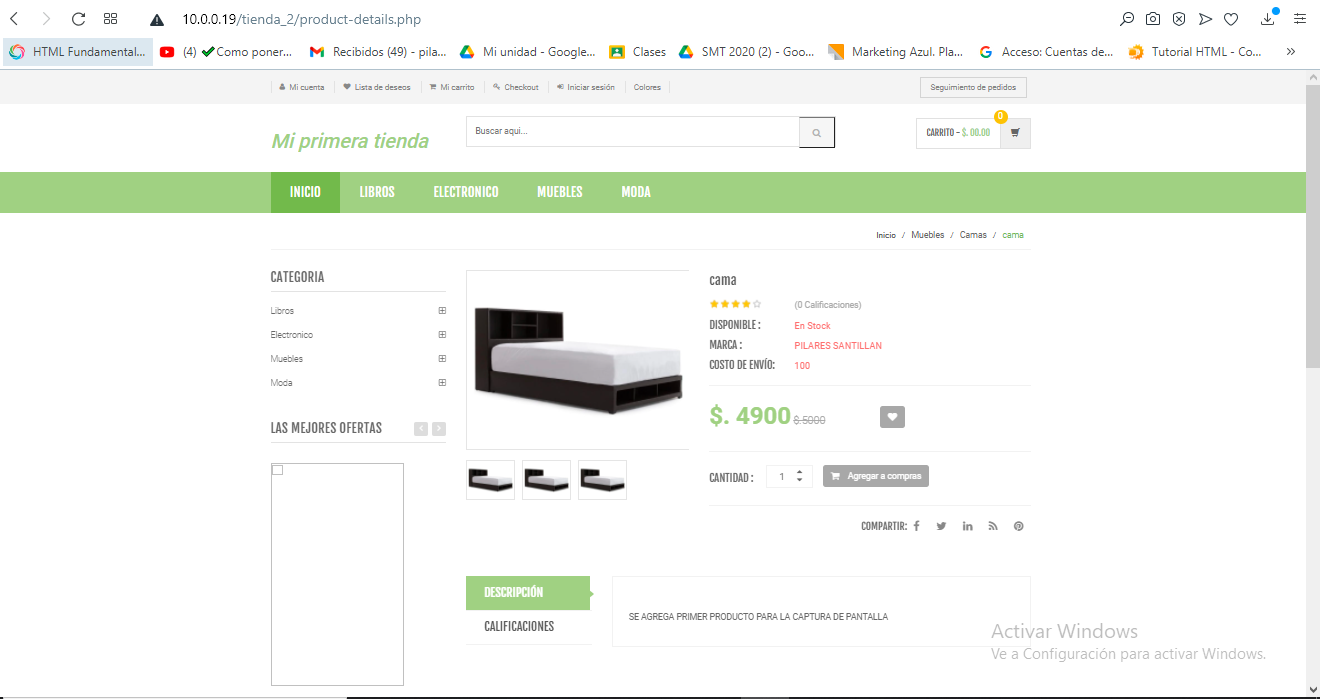 10.0.0.19/tienda_2/product-details.php
HTML Fundamental... (4) ✔Como poner... Recibidos (49) - pila... Mi unidad - Google... Clases SMT 2020 (2) - Goo... Marketing Azul. Pla... Acceso: Cuentas de... Tutorial HTML - Co... »
Mi cuenta Lista de deseos Mi carrito Checkout Iniciar sesión Colores Seguimiento de pedidos
Mi primera tienda
Buscar aqui...
CARRITO - $. 00.00
0
INICIO LIBROS ELECTRONICO MUEBLES MODA
Inicio / Muebles / Camas / cama
CATEGORIA
Libros
Electronico
Muebles
Moda
LAS MEJORES OFERTAS
cama
(0 Calificaciones)
DISPONIBLE : En Stock
MARCA : PILARES SANTILLAN
COSTO DE ENVÍO: 100
$. 4900 $.5000
CANTIDAD : 1 Agregar a compras
COMPARTIR:
DESCRIPCIÓN
CALIFICACIONES
SE AGREGA PRIMER PRODUCTO PARA LA CAPTURA DE PANTALLA
Activar Windows
Ve a Configuración para activar Windows.